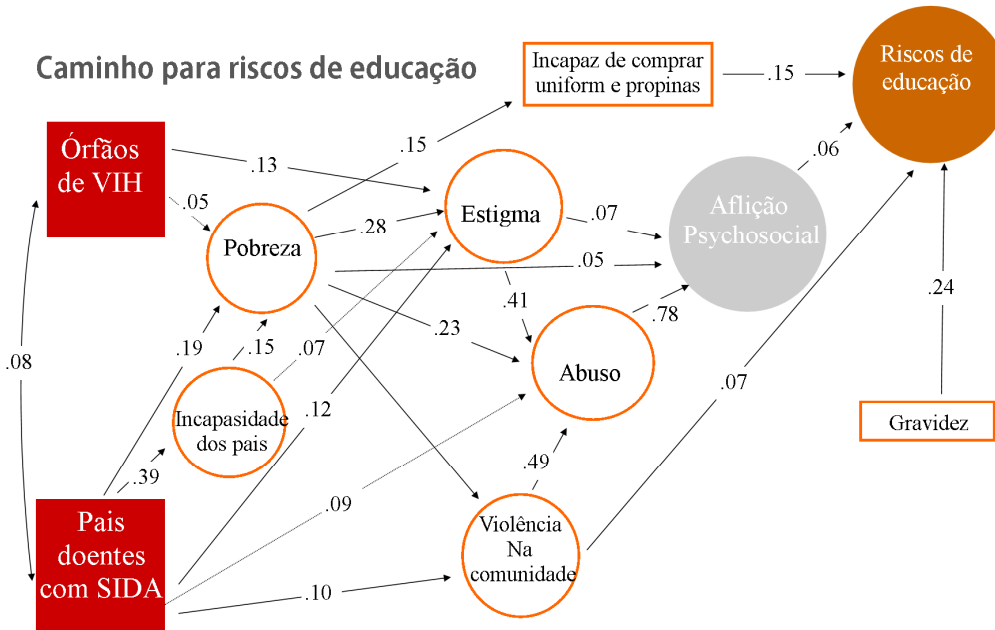 Caminho para riscos de educação
Incapaz de comprar
uniform e propinas
.15
Riscos de
educação
Órfãos
de VIH
.13
.15
.06
.05
Estigma
.07
Aflição
Psychosocial
Pobreza
.28
.05
.41
.24
.78
.23
.08
.19
.15
.07
Abuso
.07
.12
Incapasidade
dos pais
Gravidez
.39
.49
.09
Pais
doentes
com SIDA
Violência
Na
comunidade
.10